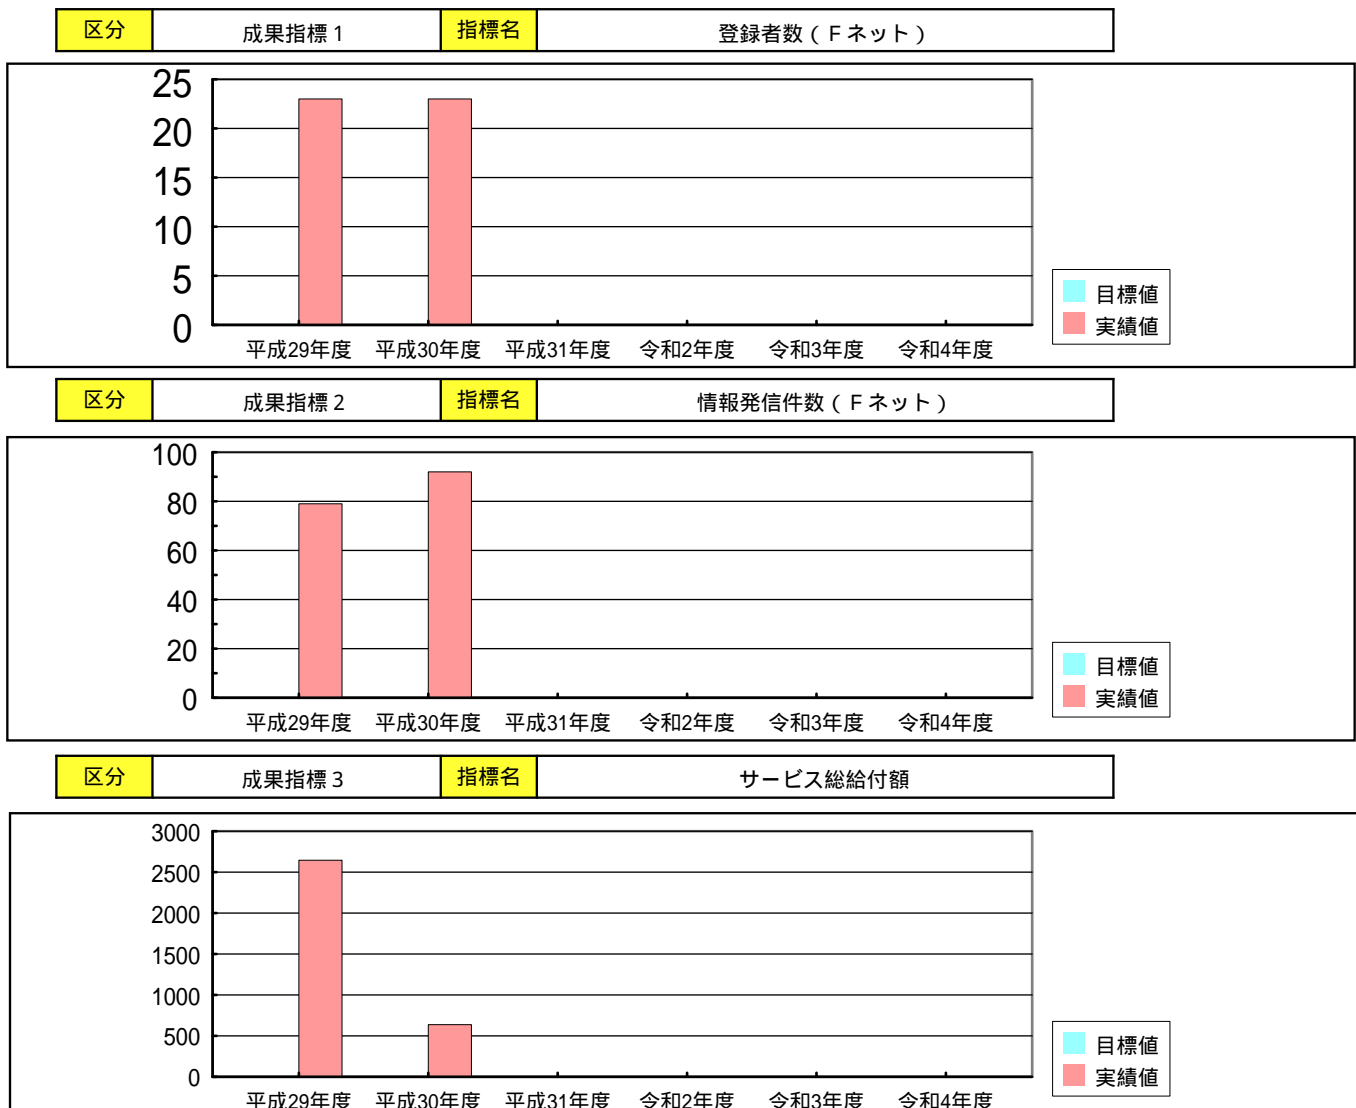 区分 成果指標1 指標名 登録者数(Fネット)
25
20
15
10
5
0
平成29年度 平成30年度 平成31年度 令和2年度 令和3年度 令和4年度
目標値
実績値
区分 成果指標2 指標名 情報発信件数(Fネット)
100
80
60
40
20
0
平成29年度 平成30年度 平成31年度 令和2年度 令和3年度 令和4年度
目標値
実績値
区分 成果指標3 指標名 サービス総給付額
3000
2500
2000
1500
1000
500
0
平成29年度 平成30年度 平成31年度 令和2年度 令和3年度 令和4年度
目標値
実績値